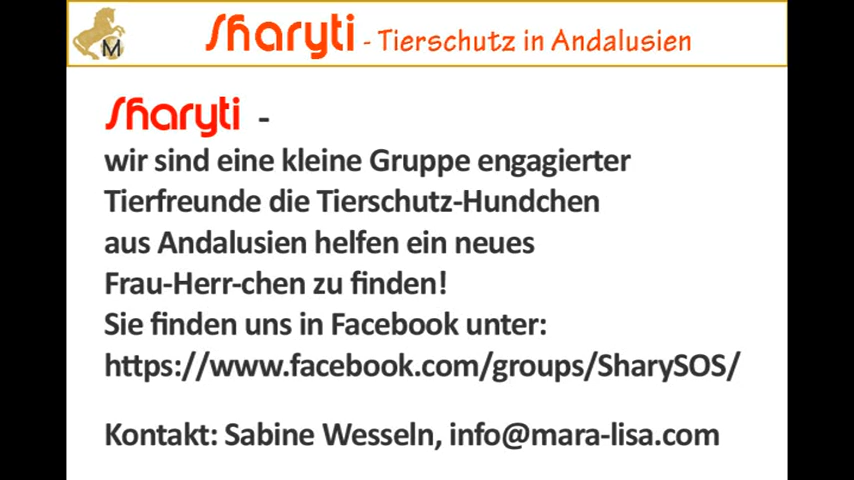 M
Sharyti - Tierschutz in Andalusien
Sharyti -
wir sind eine kleine Gruppe engagierter
Tierfreunde die Tierschutz-Hundchen
aus Andalusien helfen ein neues
Frau-Herr-chen zu finden!
Sie finden uns in Facebook unter:
https://www.facebook.com/groups/SharySOS/
Kontakt: Sabine Wesseln, info@mara-lisa.com